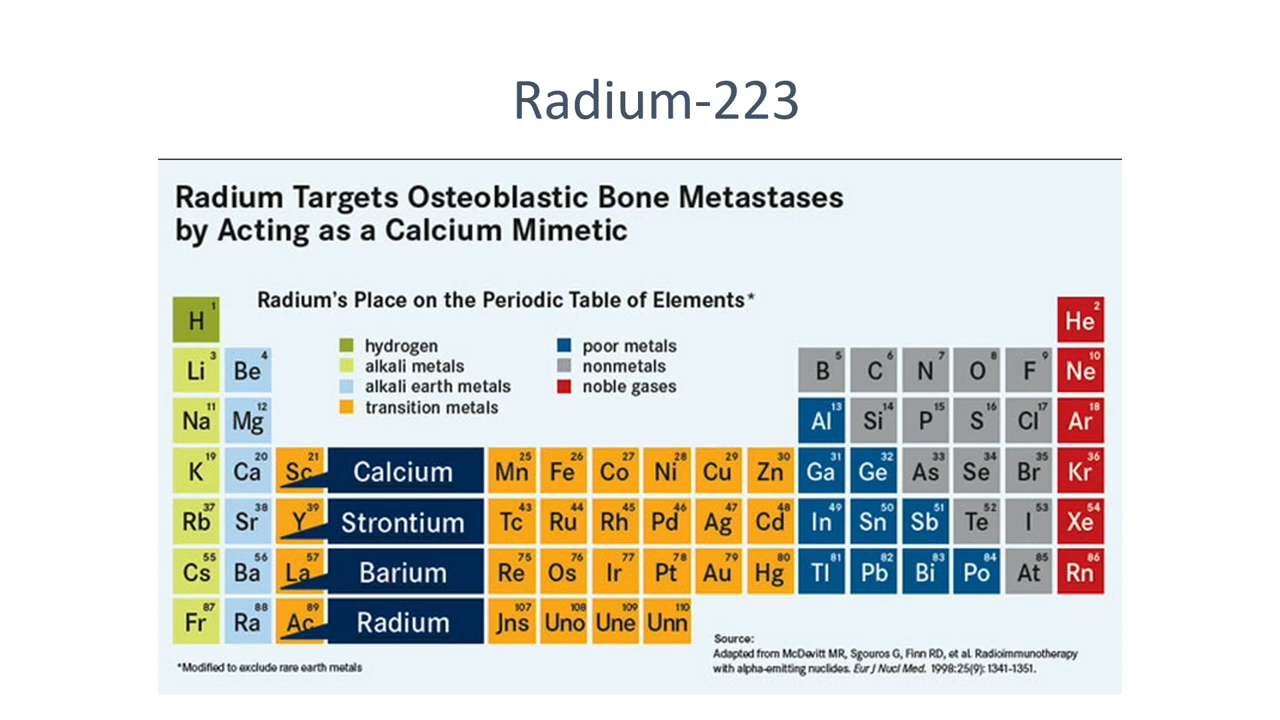 Radium-223
Radium Targets Osteoblastic Bone Metastases
by Acting as a Calcium Mimetic
Radium's Place on the Periodic Table of Elements*
hydrogen
alkali metals
alkali earth metals
transition metals
poor metals
nonmetals
noble gases
H 1 He 2
Li 3 Be 4 B 5 C 6 N 7 O 8 F 9 Ne 10
Na 11 Mg 12 Al 13 Si 14 P 15 S 16 Cl 17 Ar 18
K 19 Ca 20 Sc 21 Calcium Mn 25 Fe 26 Co 27 Ni 28 Cu 29 Zn 30 Ga 31 Ge 32 As 33 Se 34 Br 35 Kr 36
Rb 37 Sr 38 Y 39 Strontium Tc 43 Ru 44 Rh 45 Pd 46 Ag 47 Cd 48 In 49 Sn 50 Sb 51 Te 52 I 53 Xe 54
Cs 55 Ba 56 La 57 Barium Re 75 Os 76 Ir 77 Pt 78 Au 79 Hg 80 Tl 81 Pb 82 Bi 83 Po 84 At 85 Rn 86
Fr 87 Ra 88 Ac 89 Radium Jns 107 Uno 108 Une 109 Unn 110
*Modified to exclude rare earth metals
Source:
Adapted from McDevitt MR, Sgouros G, Finn RD, et al. Radioimmunotherapy
with alpha-emitting nuclides. Eur J Nucl Med. 1998:25(9): 1341-1351.